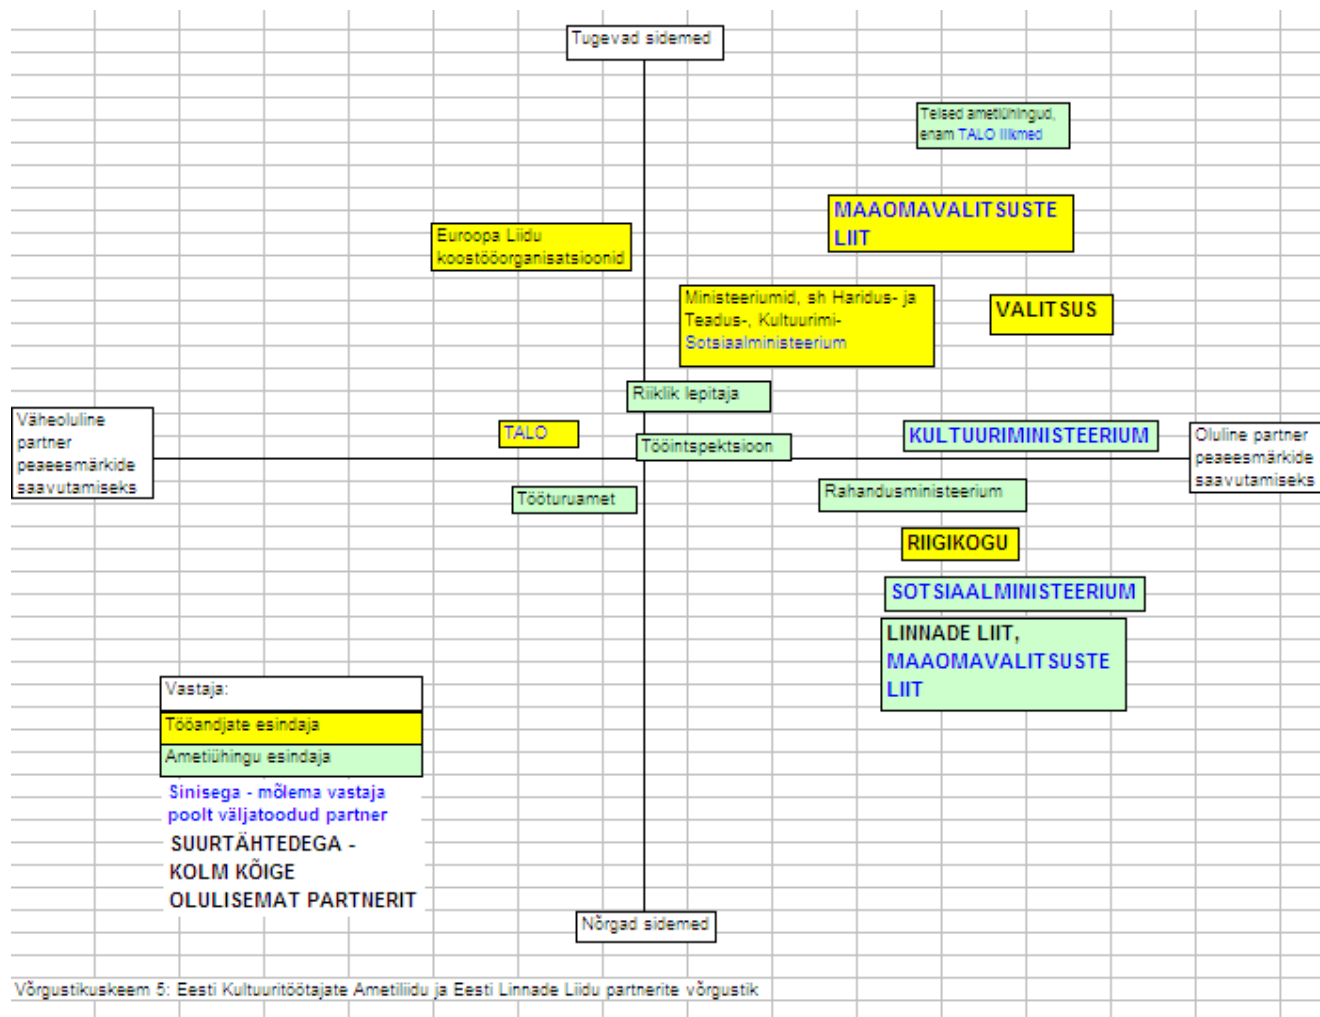 Tugevad sidemed
Teised ametiühingud,
enam TALO liikmed
MAAOMAVALITSUSTE
LIIT
Euroopa Liidu
koostööorganisatsioonid
Ministeeriumid, sh Haridus- ja
Teadus-, Kultuurimi-
Sotsiaalministeerium
VALITSUS
Riiklik lepitaja
Väheoluline
partner
peaeesmärkide
saavutamiseks
TALO
Tööintspektsioon
KULTUURIMINISTEERIUM
Oluline partner
peaeesmärkide
saavutamiseks
Tööturuamet
Rahandusministeerium
RIIGIKOGU
SOTSIAALMINISTEERIUM
LINNADE LIIT,
MAAOMAVALITSUSTE
LIIT
Vastaja:
Tööandjate esindaja
Ametiühingu esindaja
Sinisega - mõlema vastaja
poolt väljatoodud partner
SUURTÄHTEDEGA -
KOLM KÕIGE
OLULISEMAT PARTNERIT
Nõrgad sidemed
Võrgustikuskeem 5: Eesti Kultuuritöötajate Ametiliidu ja Eesti Linnade Liidu partnerite võrgustik